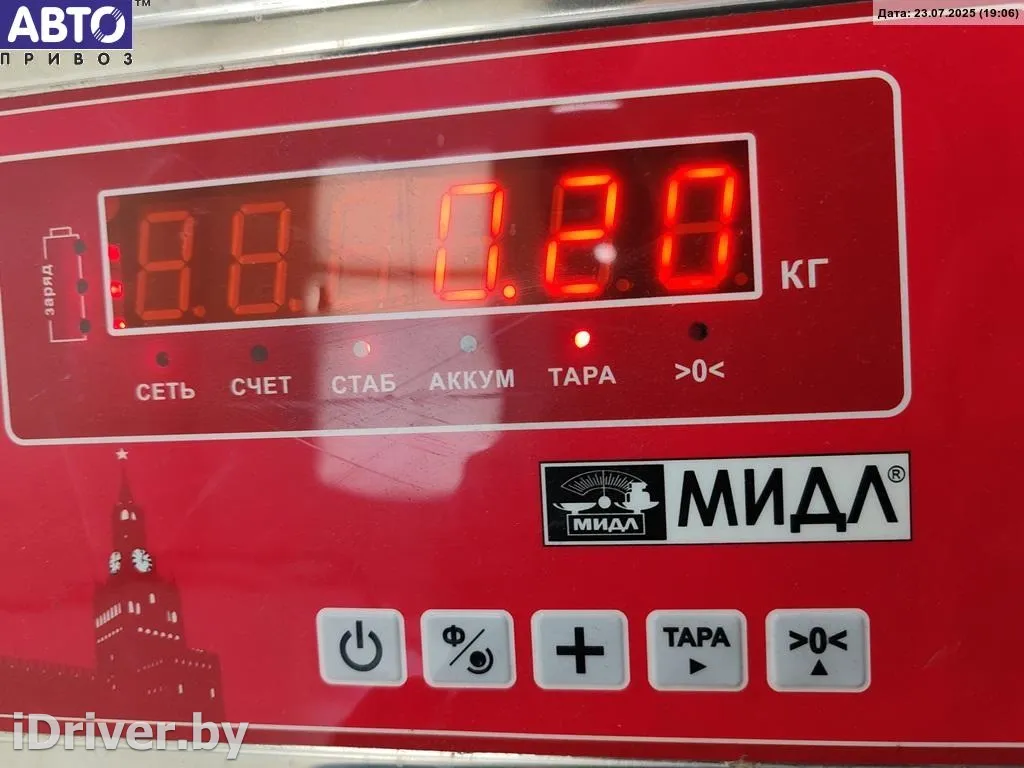 АВТО™
ПРИВОЗ
Дата: 23.07.2025 (19:06)
0.20
КГ
заряд
СЕТЬ СЧЕТ СТАБ АККУМ ТАРА >0<
МИДЛ МИДЛ®
Ф ТАРА >0<
iDriver.by